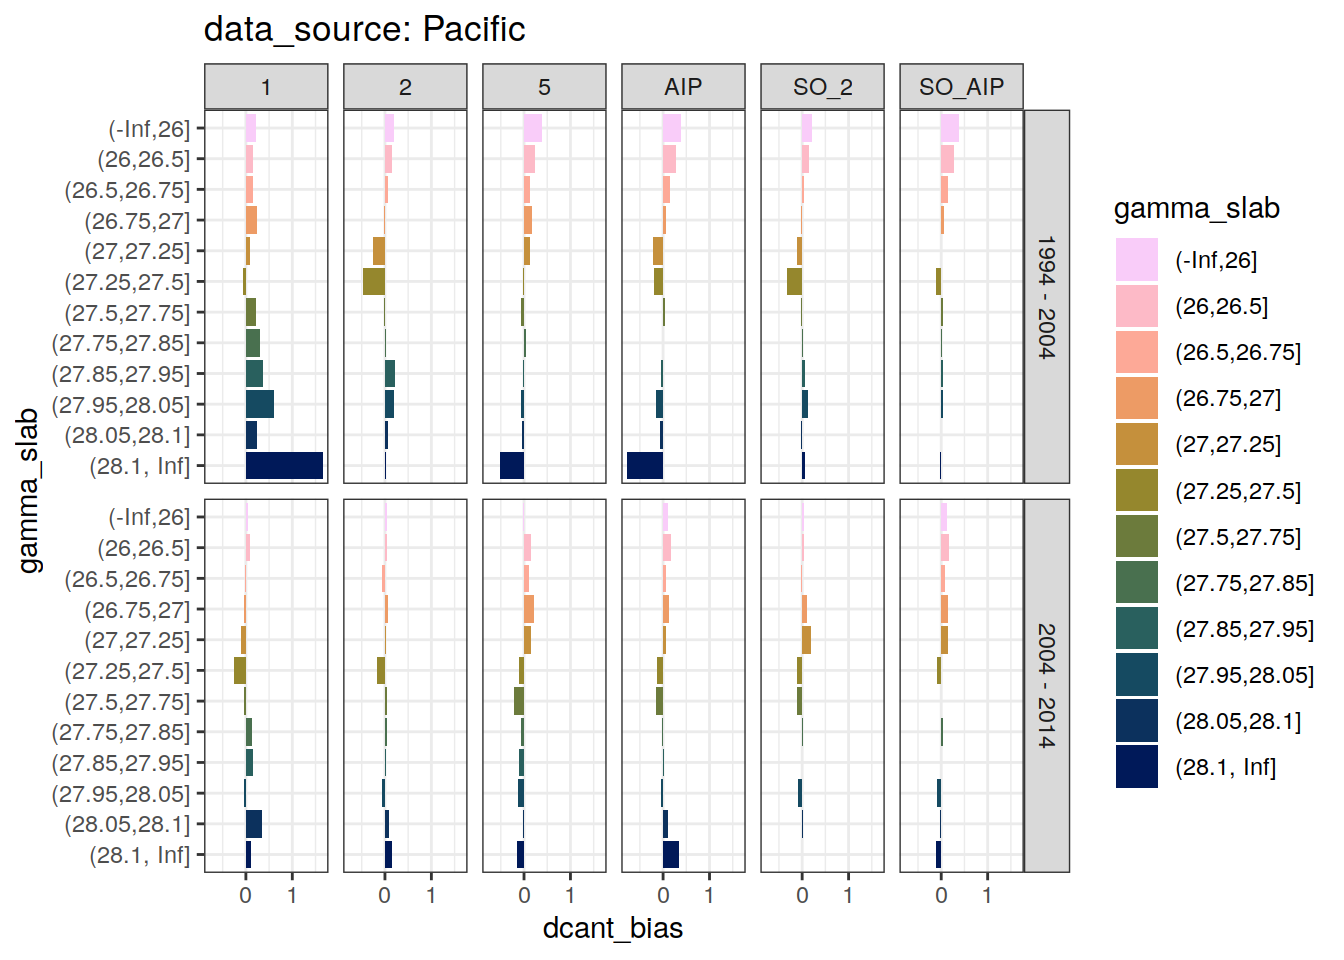 data_source: Pacific
1 2 5 AIP SO_2 SO_AIP
(-Inf,26]
(26,26.5]
(26.5,26.75]
(26.75,27]
(27,27.25]
(27.25,27.5]
(27.5,27.75]
(27.75,27.85]
(27.85,27.95]
(27.95,28.05]
(28.05,28.1]
(28.1, Inf]
1994 - 2004
(-Inf,26]
(26,26.5]
(26.5,26.75]
(26.75,27]
(27,27.25]
(27.25,27.5]
(27.5,27.75]
(27.75,27.85]
(27.85,27.95]
(27.95,28.05]
(28.05,28.1]
(28.1, Inf]
2004 - 2014
gamma_slab
0 1 0 1 0 1 0 1 0 1 0 1
dcant_bias
gamma_slab
(-Inf,26]
(26,26.5]
(26.5,26.75]
(26.75,27]
(27,27.25]
(27.25,27.5]
(27.5,27.75]
(27.75,27.85]
(27.85,27.95]
(27.95,28.05]
(28.05,28.1]
(28.1, Inf]